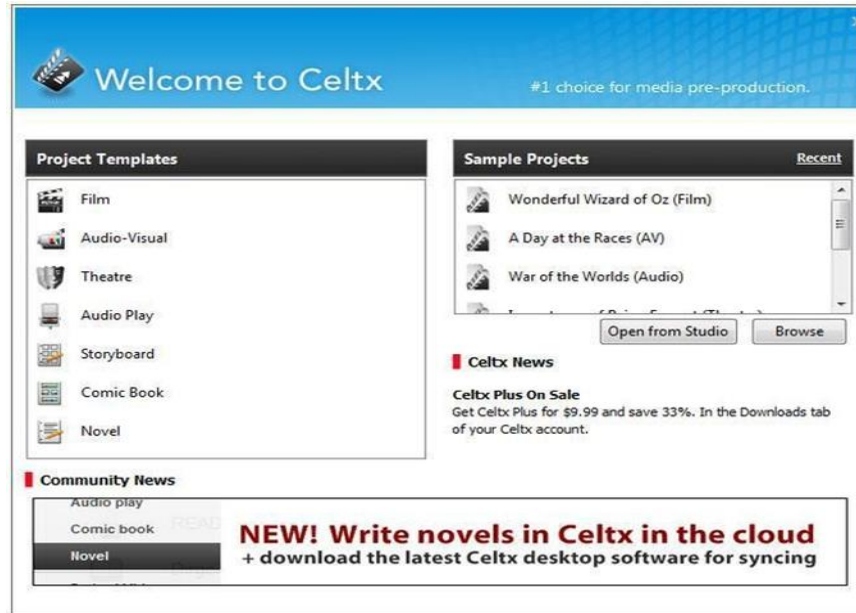 Welcome to Celtx
#1 choice for media pre-production.
Project Templates
Film
Audio-Visual
Theatre
Audio Play
Storyboard
Comic Book
Novel
Sample Projects
Recent
Wonderful Wizard of Oz (Film)
A Day at the Races (AV)
War of the Worlds (Audio)
Open from Studio
Browse
Celtx News
Celtx Plus On Sale
Get Celtx Plus for $9.99 and save 33%. In the Downloads tab
of your Celtx account.
Community News
Audio play
Comic book
Novel
NEW! Write novels in Celtx in the cloud
+ download the latest Celtx desktop software for syncing